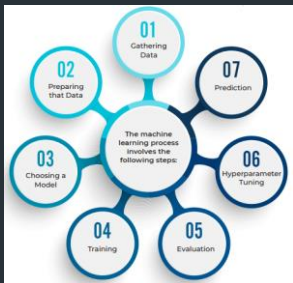 01
Gathering
Data
02
Preparing
that Data
03
Choosing a
Model
04
Training
05
Evaluation
06
Hyperparameter
Tuning
07
Prediction
The machine
learning process
involves the
following steps: